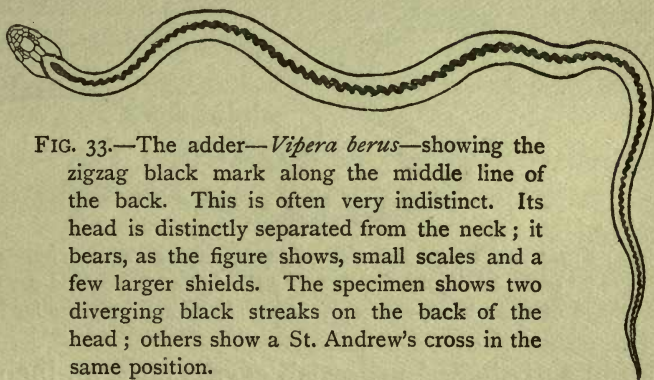 FIG. 33.—The adder—Vipera berus—showing the
zigzag black mark along the middle line of
the back. This is often very indistinct. Its
head is distinctly separated from the neck; it
bears, as the figure shows, small scales and a
few larger shields. The specimen shows two
diverging black streaks on the back of the
head; others show a St. Andrew's cross in the
same position.